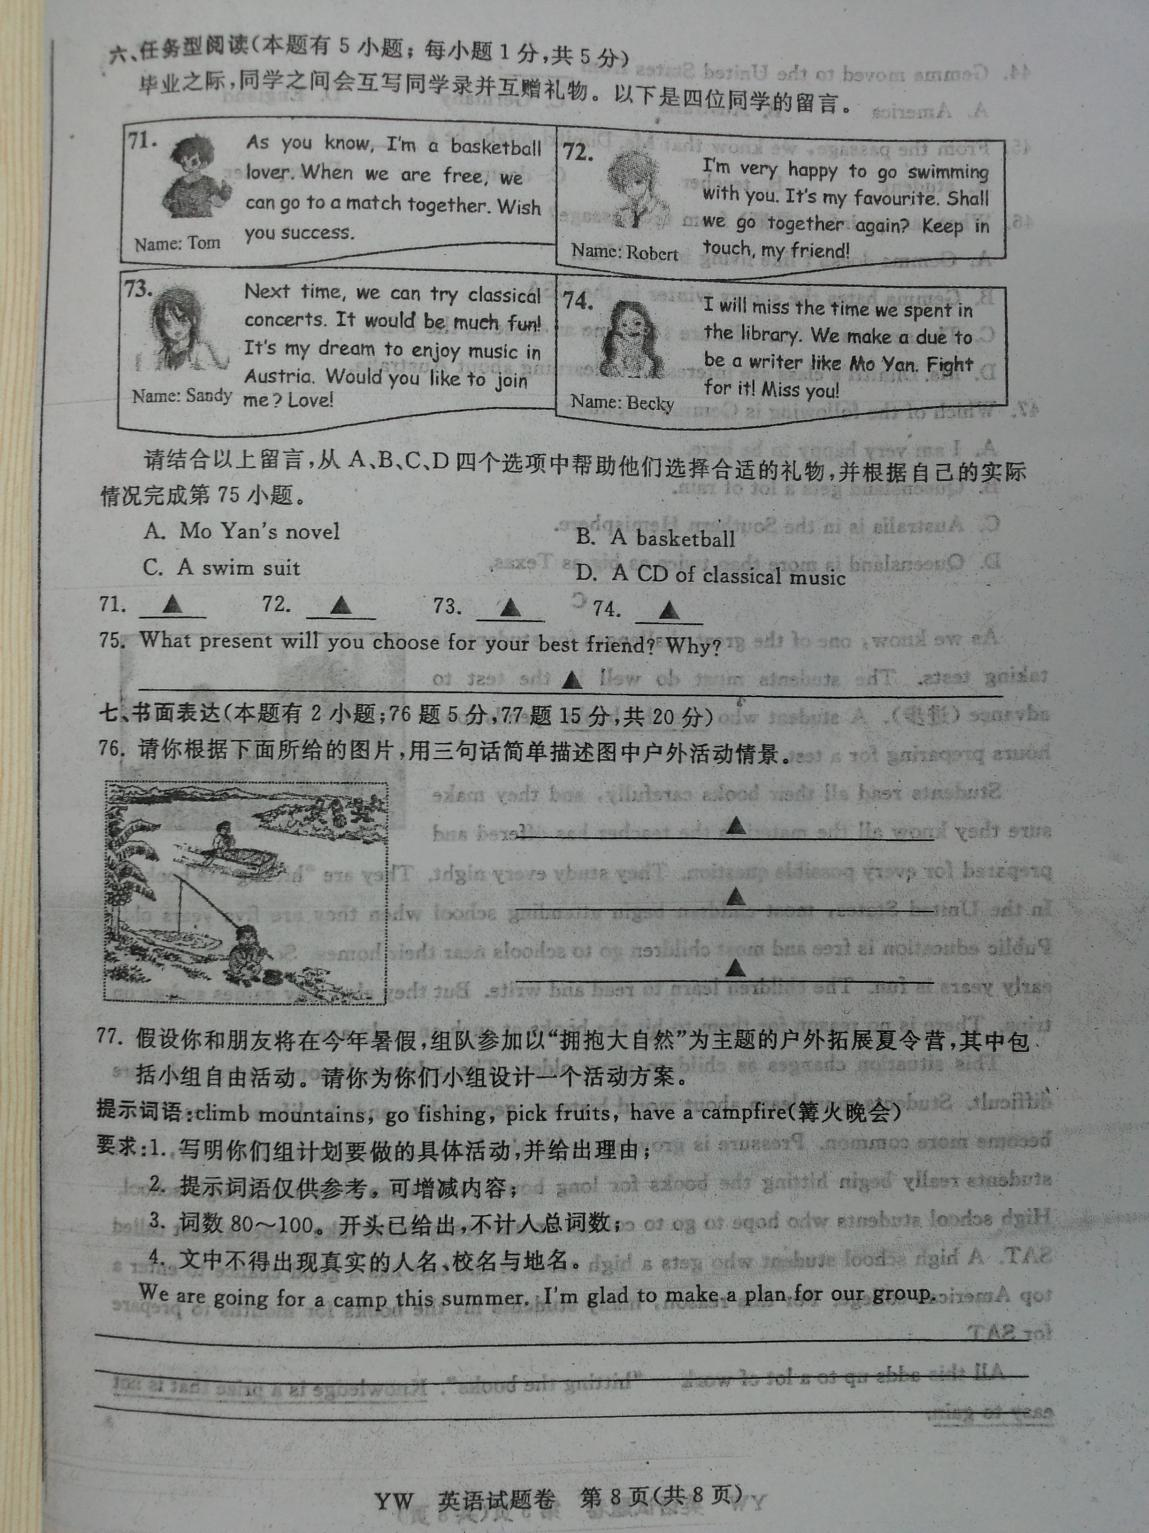 六、任务型阅读(本题有 5 小题；每小题 1 分,共 5 分)
毕业之际,同学之间会互写同学录并互赠礼物。以下是四位同学的留言。
71.
As you know, I'm a basketball
lover. When we are free, we
can go to a match together. Wish
you success.
Name: Tom
72.
I'm very happy to go swimming
with you. It's my favourite. Shall
we go together again? Keep in
touch, my friend!
Name: Robert
73.
Next time, we can try classical
concerts. It would be much fun!
It's my dream to enjoy music in
Austria. Would you like to join
me? Love!
Name: Sandy
74.
I will miss the time we spent in
the library. We make a due to
be a writer like Mo Yan. Fight
for it! Miss you!
Name: Becky
请结合以上留言,从 A、B、C、D 四个选项中帮助他们选择合适的礼物,并根据自己的实际
情况完成第 75 小题。
A. Mo Yan's novel B. A basketball
C. A swim suit D. A CD of classical music
71. ▲ 72. ▲ 73. ▲ 74. ▲
75. What present will you choose for your best friend? Why?
▲
七、书面表达(本题有 2 小题;76 题 5 分,77 题 15 分,共 20 分)
76. 请你根据下面所给的图片,用三句话简单描述图中户外活动情景。
▲
▲
▲
77. 假设你和朋友将在今年暑假,组队参加以“拥抱大自然”为主题的户外拓展夏令营,其中包
括小组自由活动。请你为你们小组设计一个活动方案。
提示词语:climb mountains, go fishing, pick fruits, have a campfire(篝火晚会)
要求:1. 写明你们组计划要做的具体活动,并给出理由;
2. 提示词语仅供参考。可增减内容;
3. 词数 80～100。开头已给出,不计人总词数;
4. 文中不得出现真实的人名、校名与地名。
We are going for a camp this summer. I'm glad to make a plan for our group.
YW 英语试题卷 第 8 页(共 8 页)